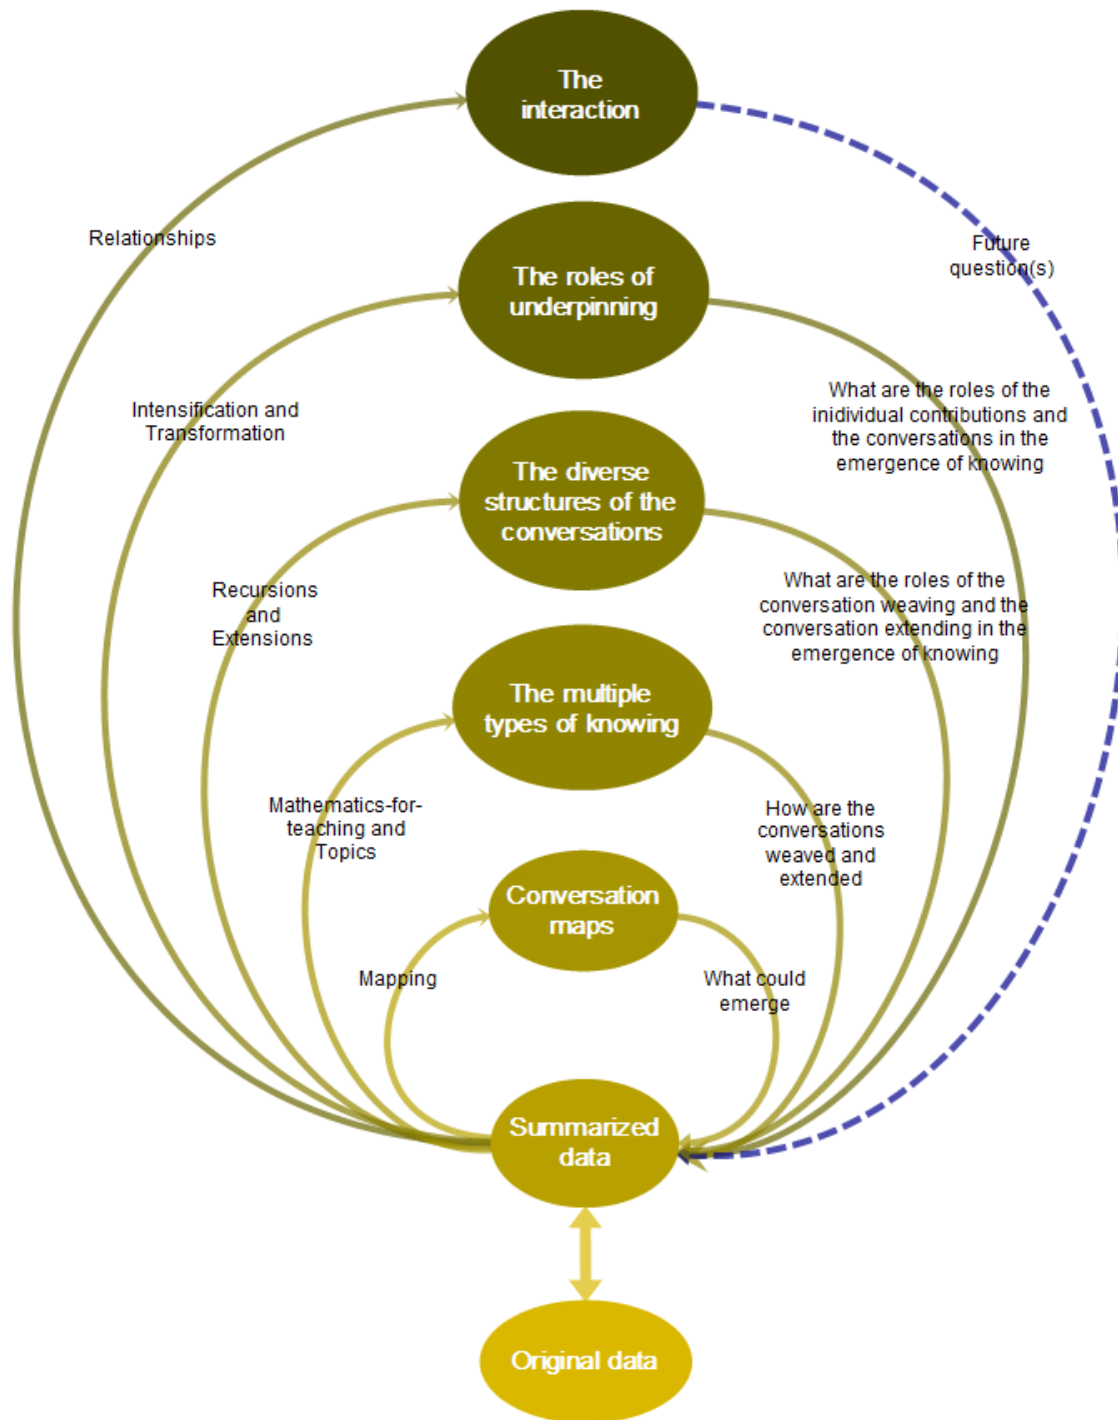 The
interaction
Relationships
Future
question(s)
The roles of
underpinning
Intensification and
Transformation
What are the roles of the
inidividual contributions and
the conversations in the
emergence of knowing
The diverse
structures of the
conversations
Recursions
and
Extensions
What are the roles of the
conversation weaving and the
conversation extending in the
emergence of knowing
The multiple
types of knowing
Mathematics-for-
teaching and
Topics
How are the
conversations
weaved and
extended
Conversation
maps
Mapping
What could
emerge
Summarized
data
Original data